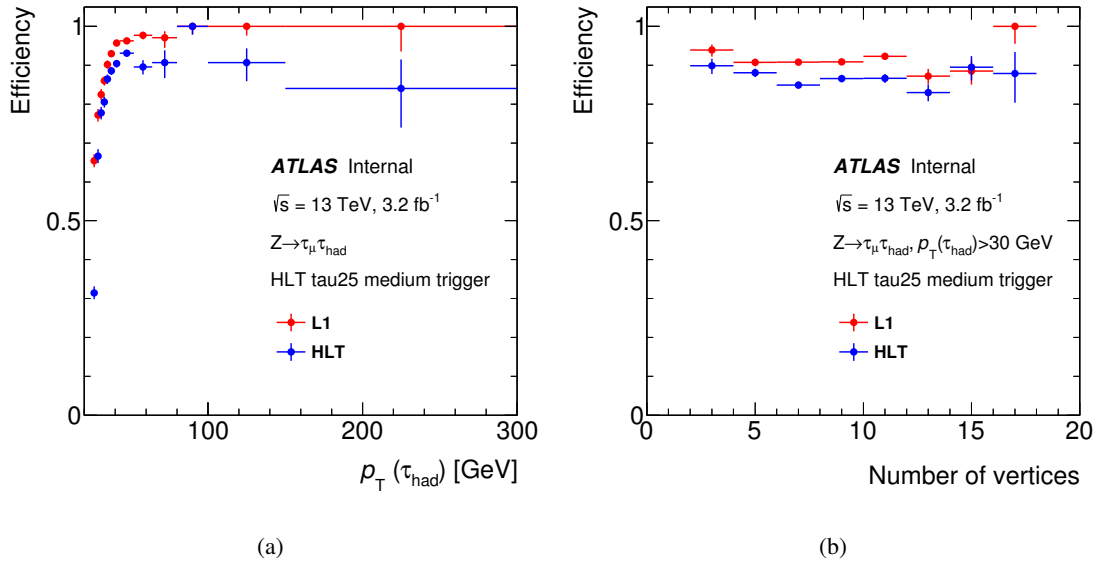 Efficiency
1
0.5
0
100
200
300
p_T (τ_had) [GeV]
ATLAS Internal
√s = 13 TeV, 3.2 fb⁻¹
Z→τ_μτ_had
HLT tau25 medium trigger
L1
HLT
(a)
Efficiency
1
0.5
0
0
5
10
15
20
Number of vertices
ATLAS Internal
√s = 13 TeV, 3.2 fb⁻¹
Z→τ_μτ_had, p_T(τ_had)>30 GeV
HLT tau25 medium trigger
L1
HLT
(b)